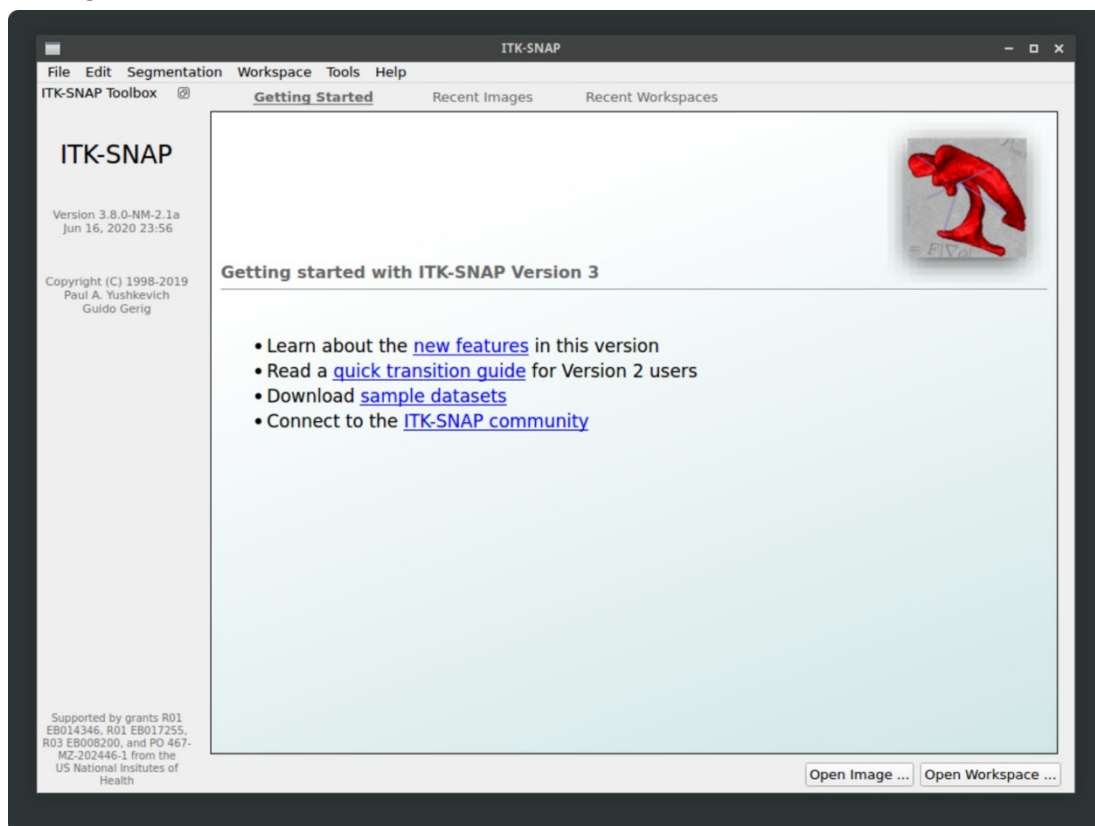 ITK-SNAP
File Edit Segmentation Workspace Tools Help
ITK-SNAP Toolbox
Getting Started Recent Images Recent Workspaces
ITK-SNAP
Version 3.8.0-NM-2.1a
Jun 16, 2020 23:56
Copyright (C) 1998-2019
Paul A. Yushkevich
Guido Gerig
Getting started with ITK-SNAP Version 3
• Learn about the new features in this version
• Read a quick transition guide for Version 2 users
• Download sample datasets
• Connect to the ITK-SNAP community
Supported by grants R01
EB014346, R01 EB017255,
R03 EB008200, and PO 467-
MZ-202446-1 from the
US National Insitutes of
Health
Open Image ... Open Workspace ...